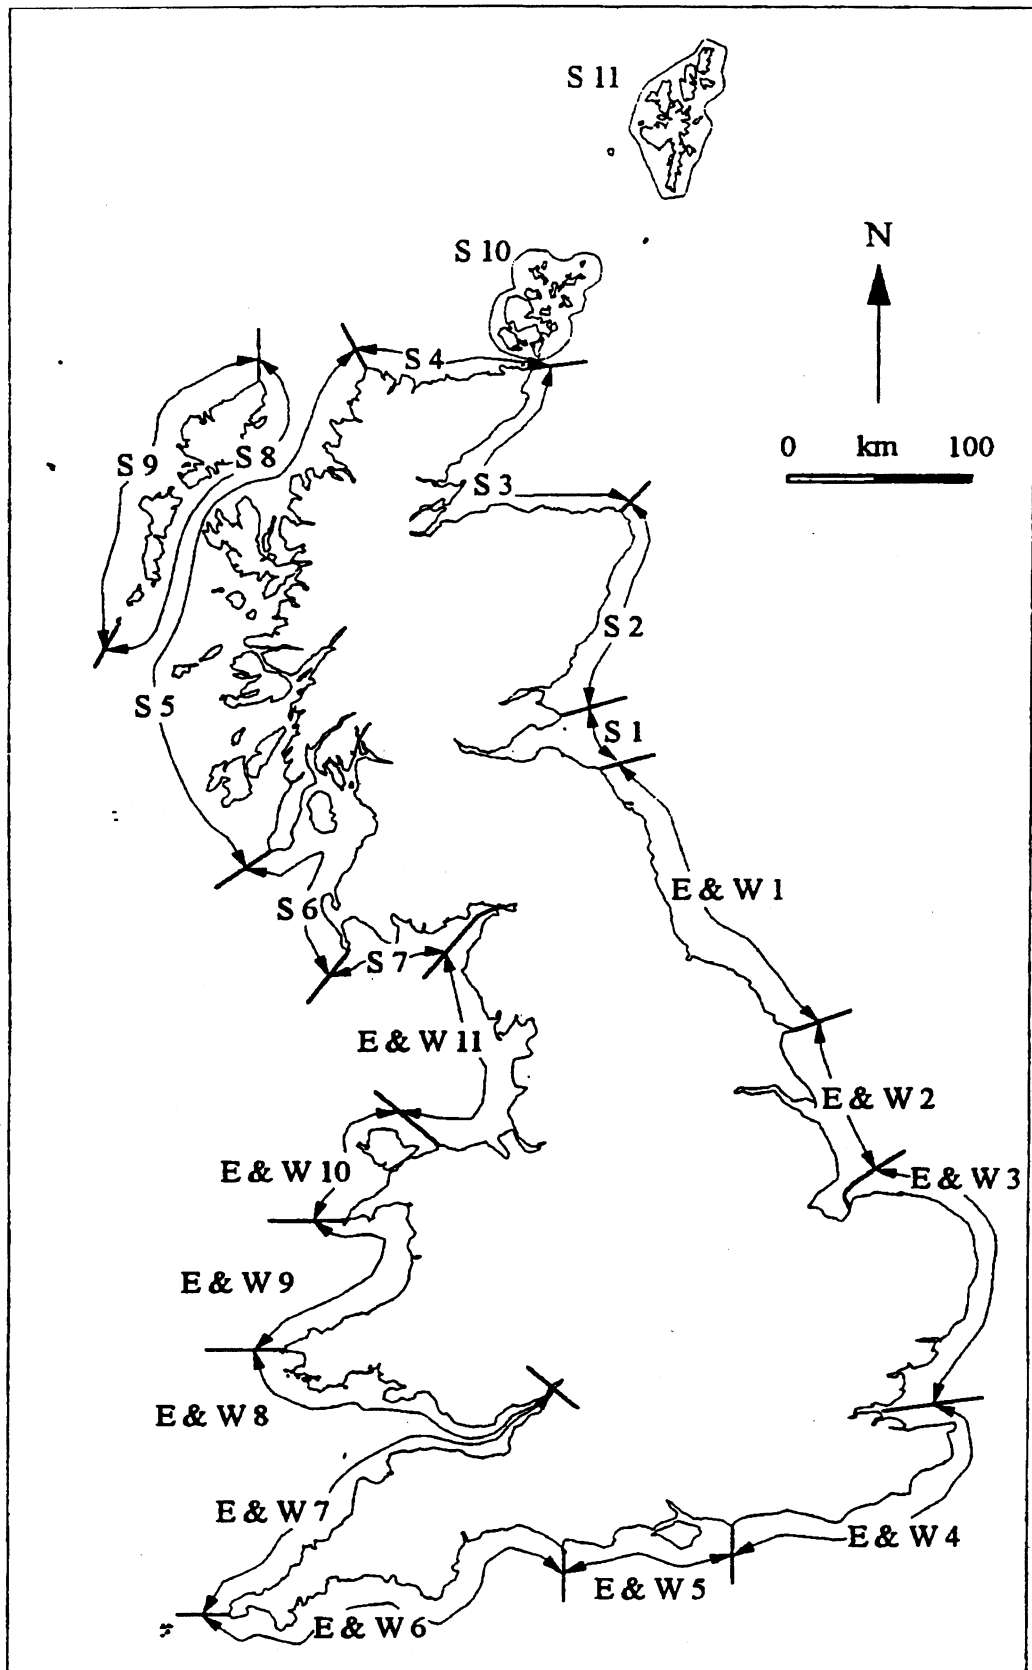 S 11
S 10
N
S 4
0 km 100
S 9
S 8
S 3
S 2
S 5
S 1
E & W 1
S 6
S 7
E & W 11
E & W 2
E & W 10
E & W 3
E & W 9
E & W 8
E & W 7
E & W 4
E & W 5
E & W 6